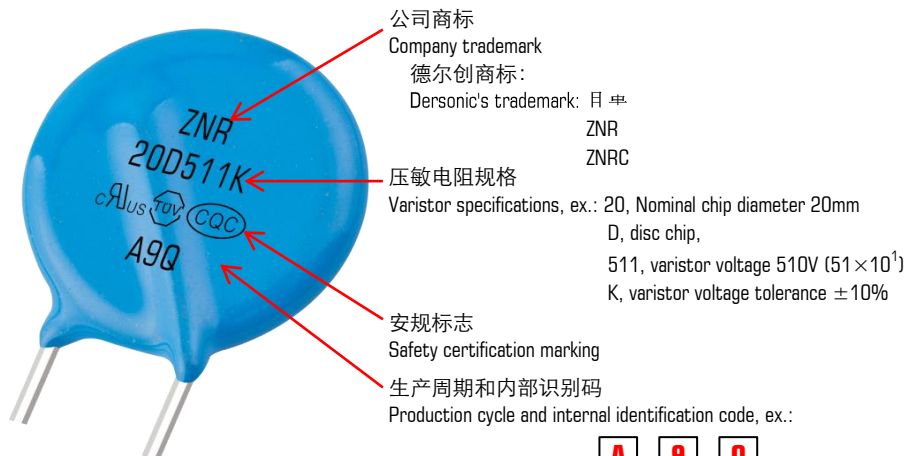 ZNR
20D511K
cRUus TÜV CQC
A9Q
公司商标
Company trademark
德尔创商标:
Dersonic's trademark:
ZNR
ZNRC
压敏电阻规格
Varistor specifications, ex.: 20, Nominal chip diameter 20mm
D, disc chip,
511, varistor voltage 510V (51×10¹)
K, varistor voltage tolerance ±10%
安规标志
Safety certification marking
生产周期和内部识别码
Production cycle and internal identification code, ex.:
A 9 Q